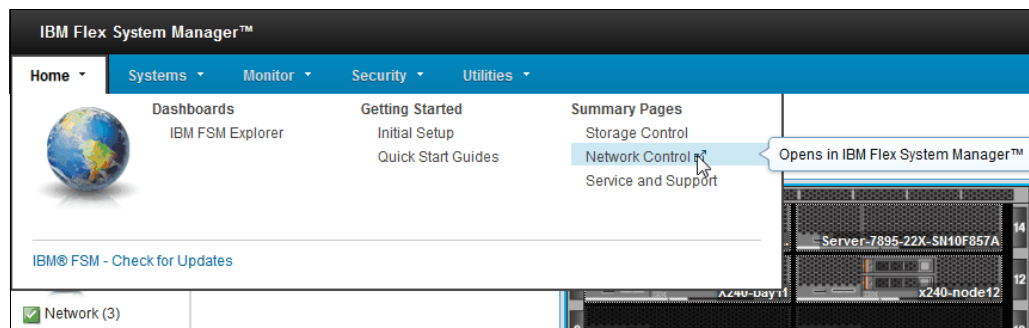 IBM Flex System Manager™
Home Systems Monitor Security Utilities
Dashboards Getting Started Summary Pages
IBM FSM Explorer Initial Setup Storage Control
Quick Start Guides Network Control
Opens in IBM Flex System Manager™
Service and Support
14
Server-7895-22X-SN10F857A
IBM® FSM - Check for Updates
12
x240-node12
Network (3)